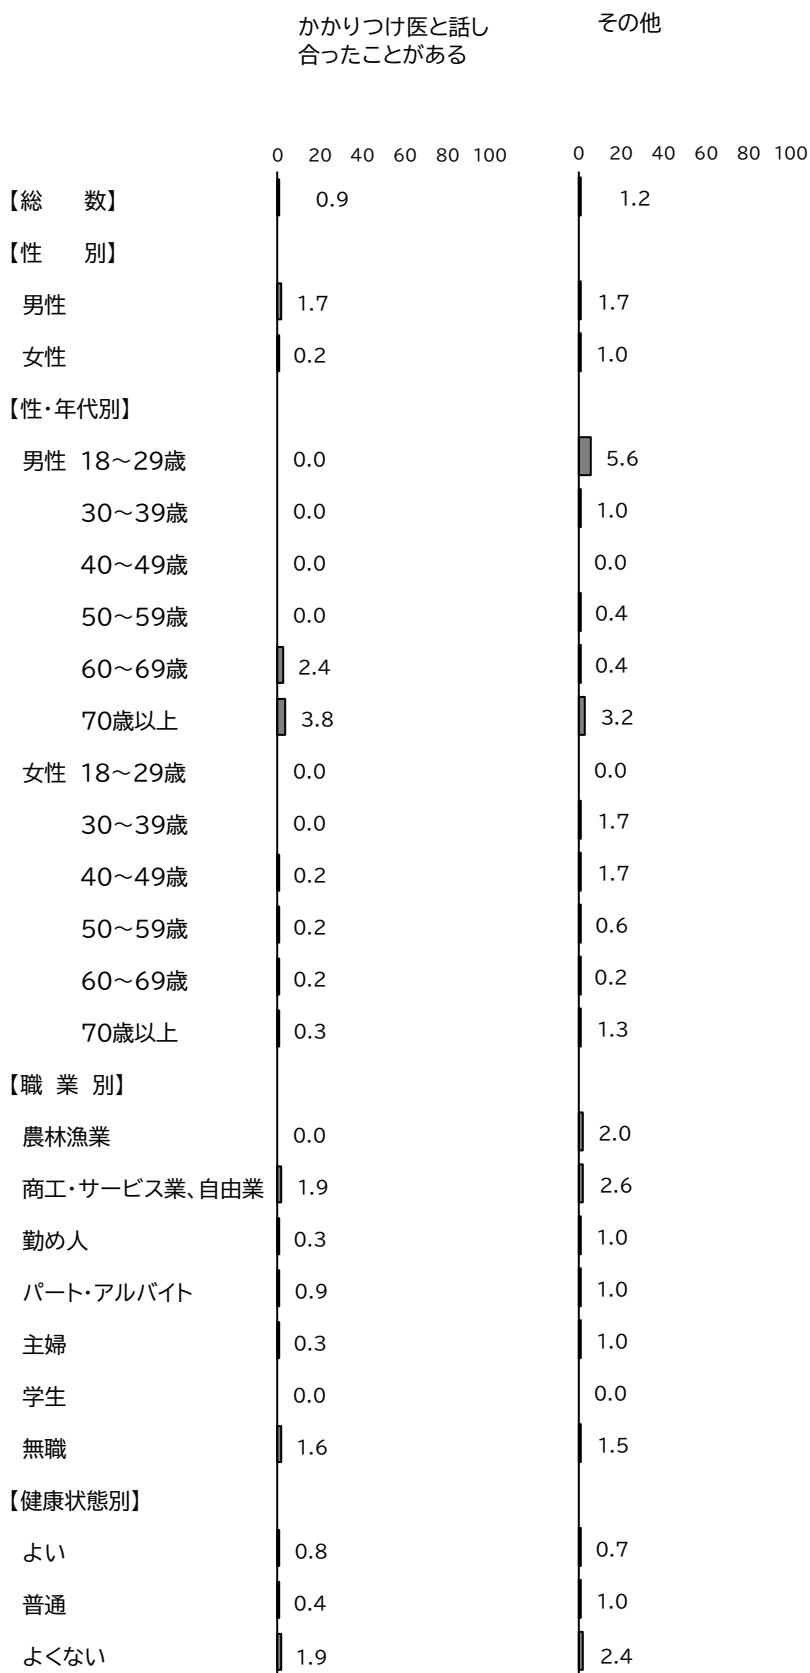 かかりつけ医と話し
合ったことがある
その他
0 20 40 60 80 100 0 20 40 60 80 100
【総　数】 0.9 1.2
【性　別】
男性 1.7 1.7
女性 0.2 1.0
【性・年代別】
男性 18～29歳 0.0 5.6
30～39歳 0.0 1.0
40～49歳 0.0 0.0
50～59歳 0.0 0.4
60～69歳 2.4 0.4
70歳以上 3.8 3.2
女性 18～29歳 0.0 0.0
30～39歳 0.0 1.7
40～49歳 0.2 1.7
50～59歳 0.2 0.6
60～69歳 0.2 0.2
70歳以上 0.3 1.3
【職 業 別】
農林漁業 0.0 2.0
商工・サービス業、自由業 1.9 2.6
勤め人 0.3 1.0
パート・アルバイト 0.9 1.0
主婦 0.3 1.0
学生 0.0 0.0
無職 1.6 1.5
【健康状態別】
よい 0.8 0.7
普通 0.4 1.0
よくない 1.9 2.4